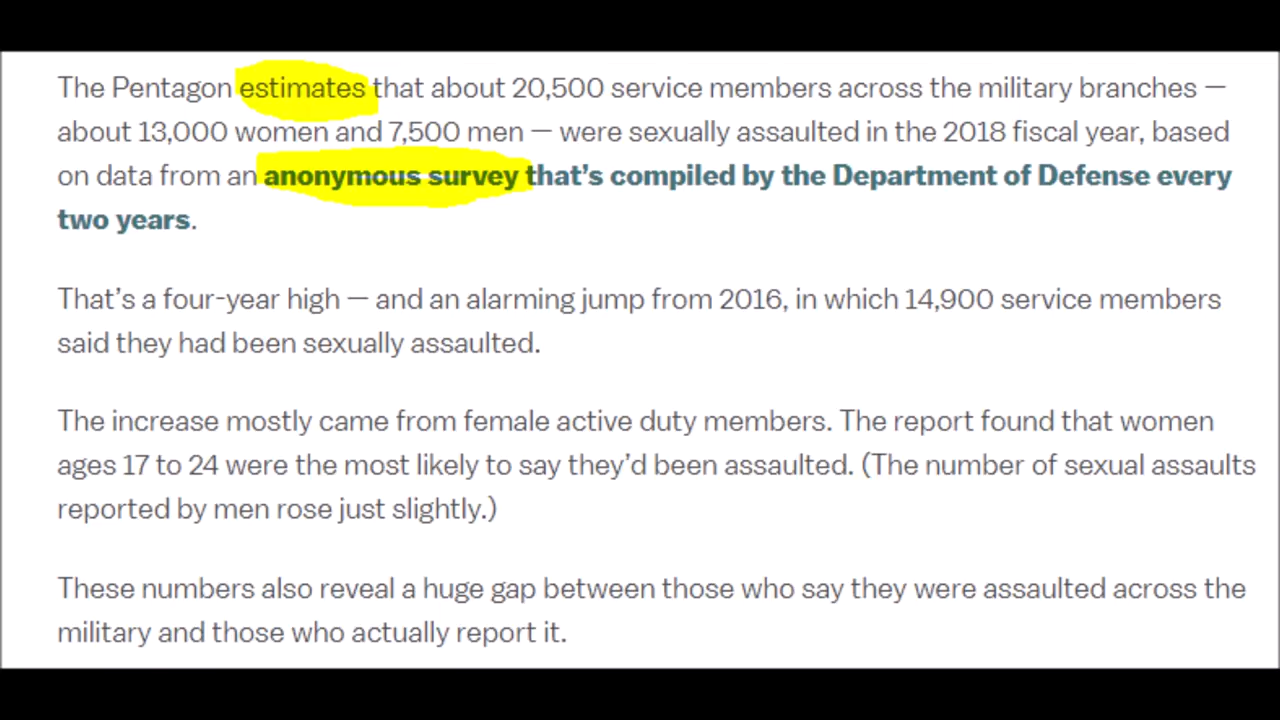 The Pentagon estimates that about 20,500 service members across the military branches —
about 13,000 women and 7,500 men — were sexually assaulted in the 2018 fiscal year, based
on data from an anonymous survey that’s compiled by the Department of Defense every
two years.
That’s a four-year high — and an alarming jump from 2016, in which 14,900 service members
said they had been sexually assaulted.
The increase mostly came from female active duty members. The report found that women
ages 17 to 24 were the most likely to say they’d been assaulted. (The number of sexual assaults
reported by men rose just slightly.)
These numbers also reveal a huge gap between those who say they were assaulted across the
military and those who actually report it.